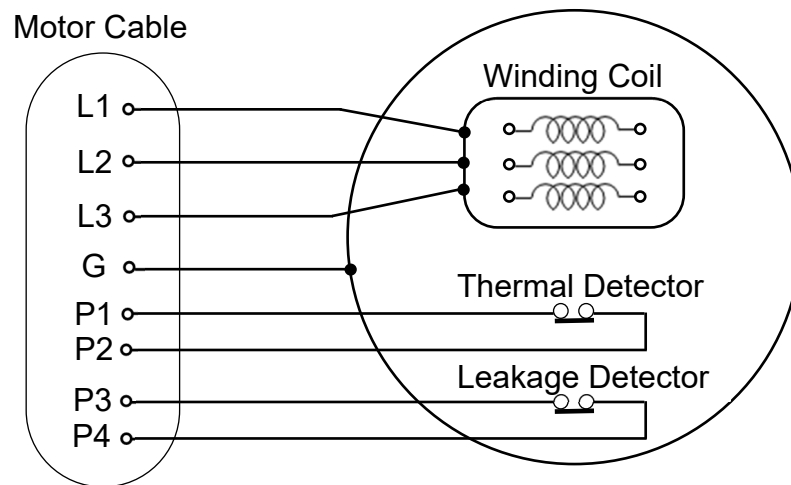 Motor Cable
Winding Coil
L1
L2
L3
G
Thermal Detector
P1
P2
Leakage Detector
P3
P4